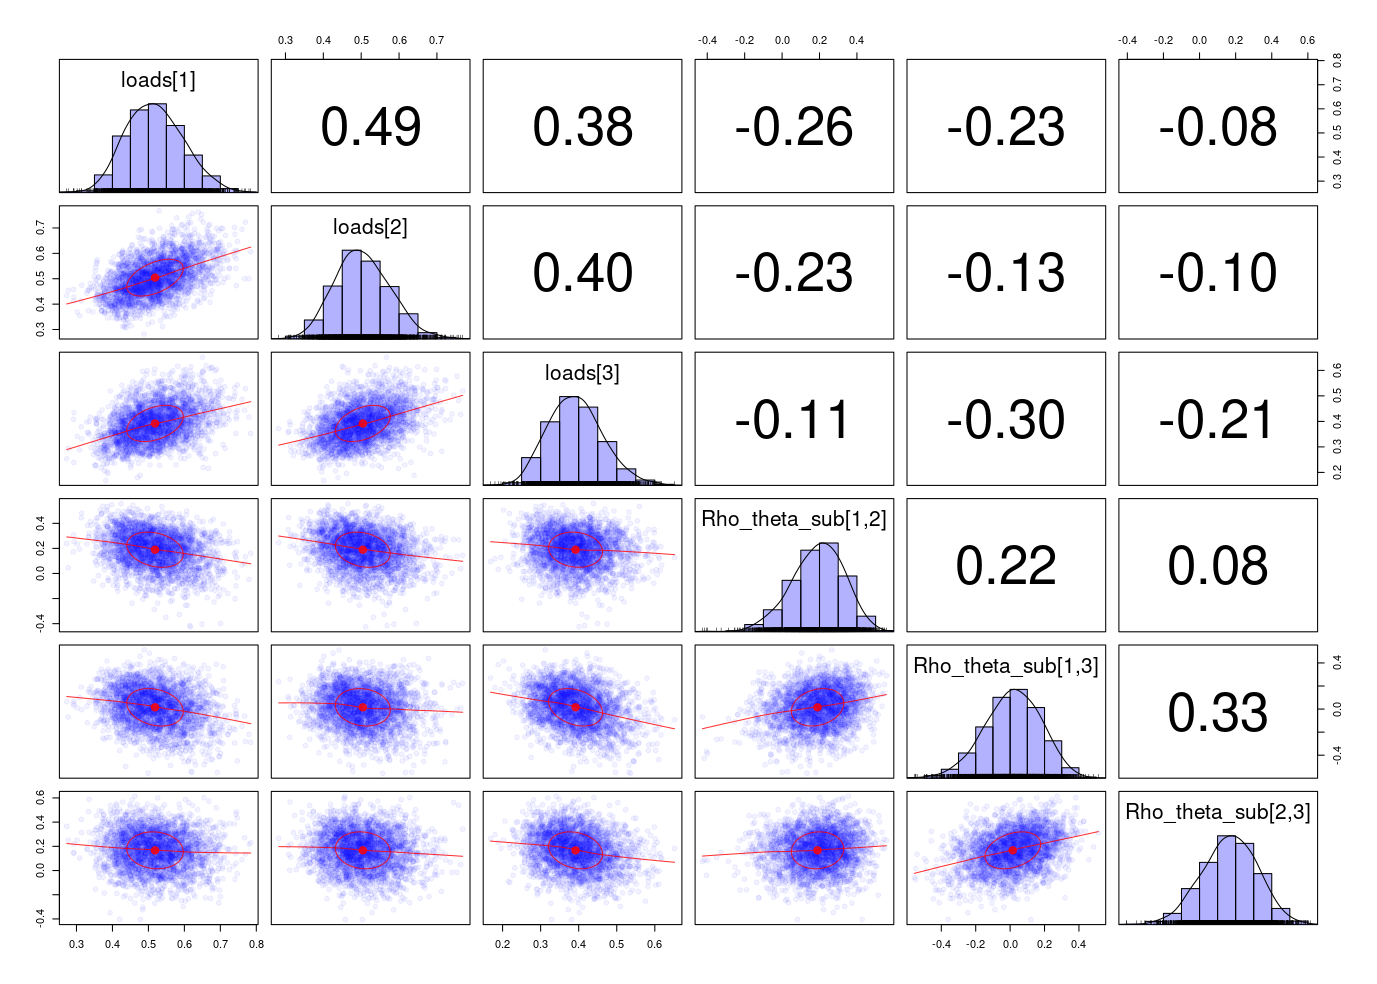 0.3 0.4 0.5 0.6 0.7
-0.4 0.0 0.2 0.4
-0.4 0.0 0.2 0.4 0.6
loads[1]
0.49
0.38
-0.26
-0.23
-0.08
0.3 0.4 0.5 0.6 0.7 0.8
0.3 0.4 0.5 0.6 0.7
loads[2]
0.40
-0.23
-0.13
-0.10
loads[3]
-0.11
-0.30
-0.21
0.2 0.3 0.4 0.5 0.6
-0.4 0.0 0.2 0.4
Rho_theta_sub[1,2]
0.22
0.08
Rho_theta_sub[1,3]
0.33
-0.4 0.0 0.4
-0.4 0.0 0.2 0.4 0.6
Rho_theta_sub[2,3]
0.3 0.4 0.5 0.6 0.7 0.8
0.2 0.3 0.4 0.5 0.6
-0.4 0.0 0.2 0.4